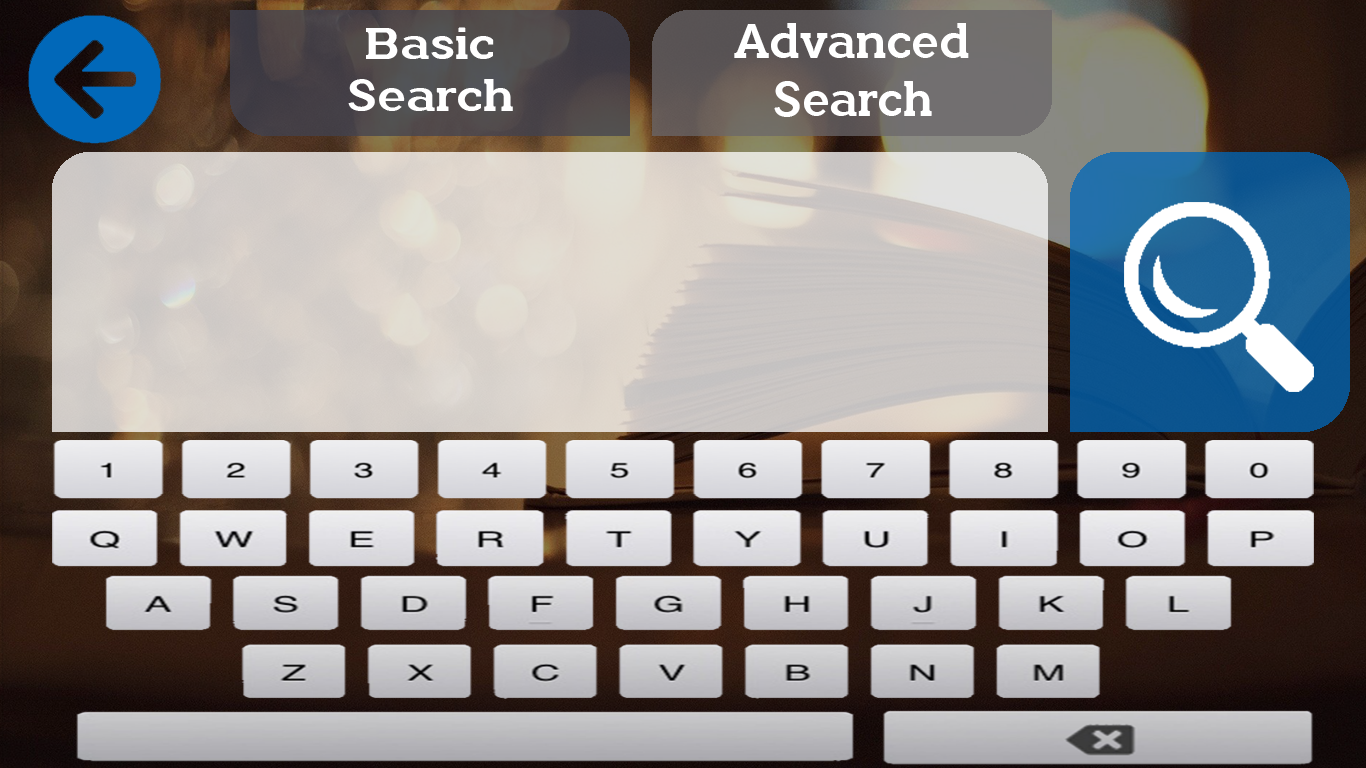 Basic
Search
Advanced
Search
1 2 3 4 5 6 7 8 9 0
Q W E R T Y U I O P
A S D F G H J K L
Z X C V B N M